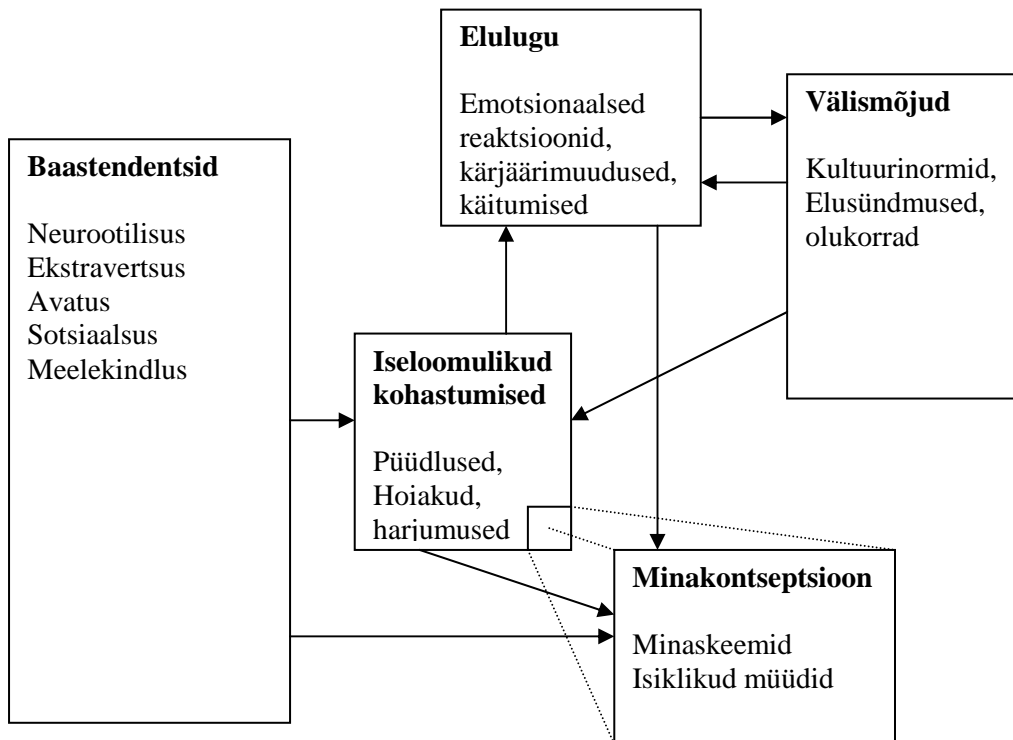 Elulugu
Emotsionaalsed
reaktsioonid,
kärjäärimuudused,
käitumised
Välismõjud
Kultuurinormid,
Elusündmused,
olukorrad
Baastendentsid
Neurootilisus
Ekstravertsus
Avatus
Sotsiaalsus
Meelekindlus
Iseloomulikud
kohastumised
Püüdlused,
Hoiakud,
harjumused
Minakontseptsioon
Minaskeemid
Isiklikud müüdid